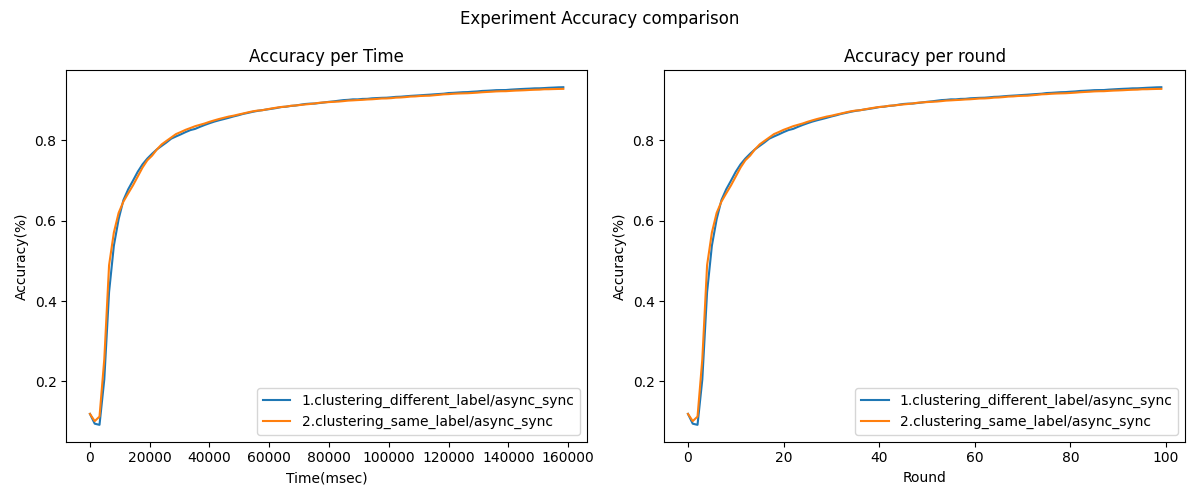 Experiment Accuracy comparison
Accuracy per Time
Accuracy(%)
0.8
0.6
0.4
0.2
1.clustering_different_label/async_sync
2.clustering_same_label/async_sync
0 20000 40000 60000 80000 100000 120000 140000 160000
Time(msec)
Accuracy per round
Accuracy(%)
0.8
0.6
0.4
0.2
1.clustering_different_label/async_sync
2.clustering_same_label/async_sync
0 20 40 60 80 100
Round